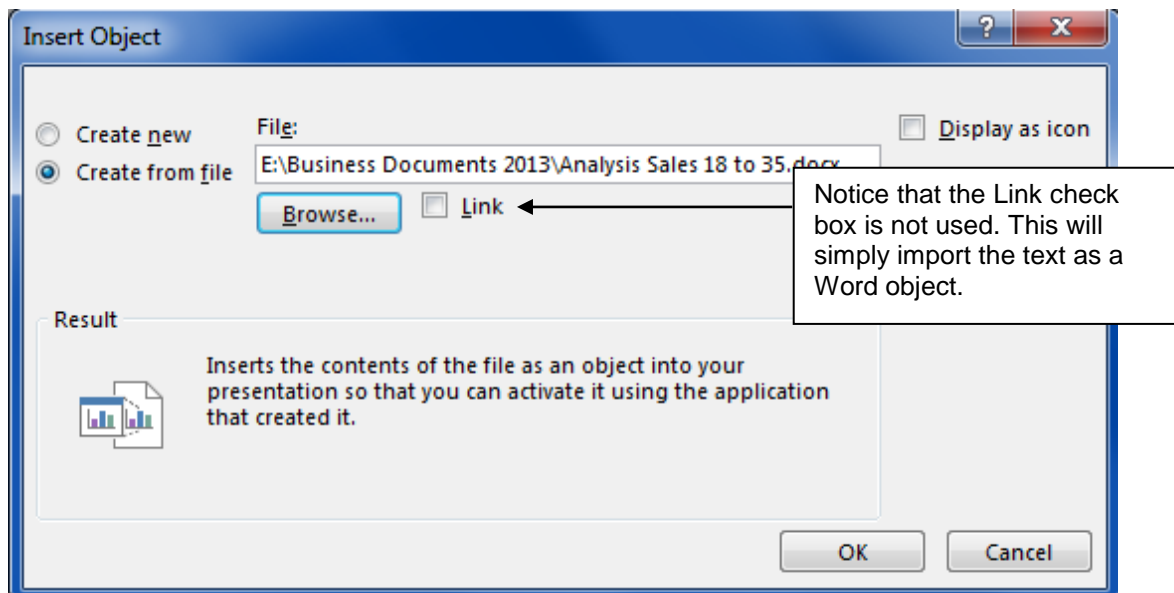 Insert Object
? X
Create new
File:
Display as icon
Create from file
E:\Business Documents 2013\Analysis Sales 18 to 35.docx
Browse...
Link
Notice that the Link check
box is not used. This will
simply import the text as a
Word object.
Result
Inserts the contents of the file as an object into your
presentation so that you can activate it using the application
that created it.
OK
Cancel